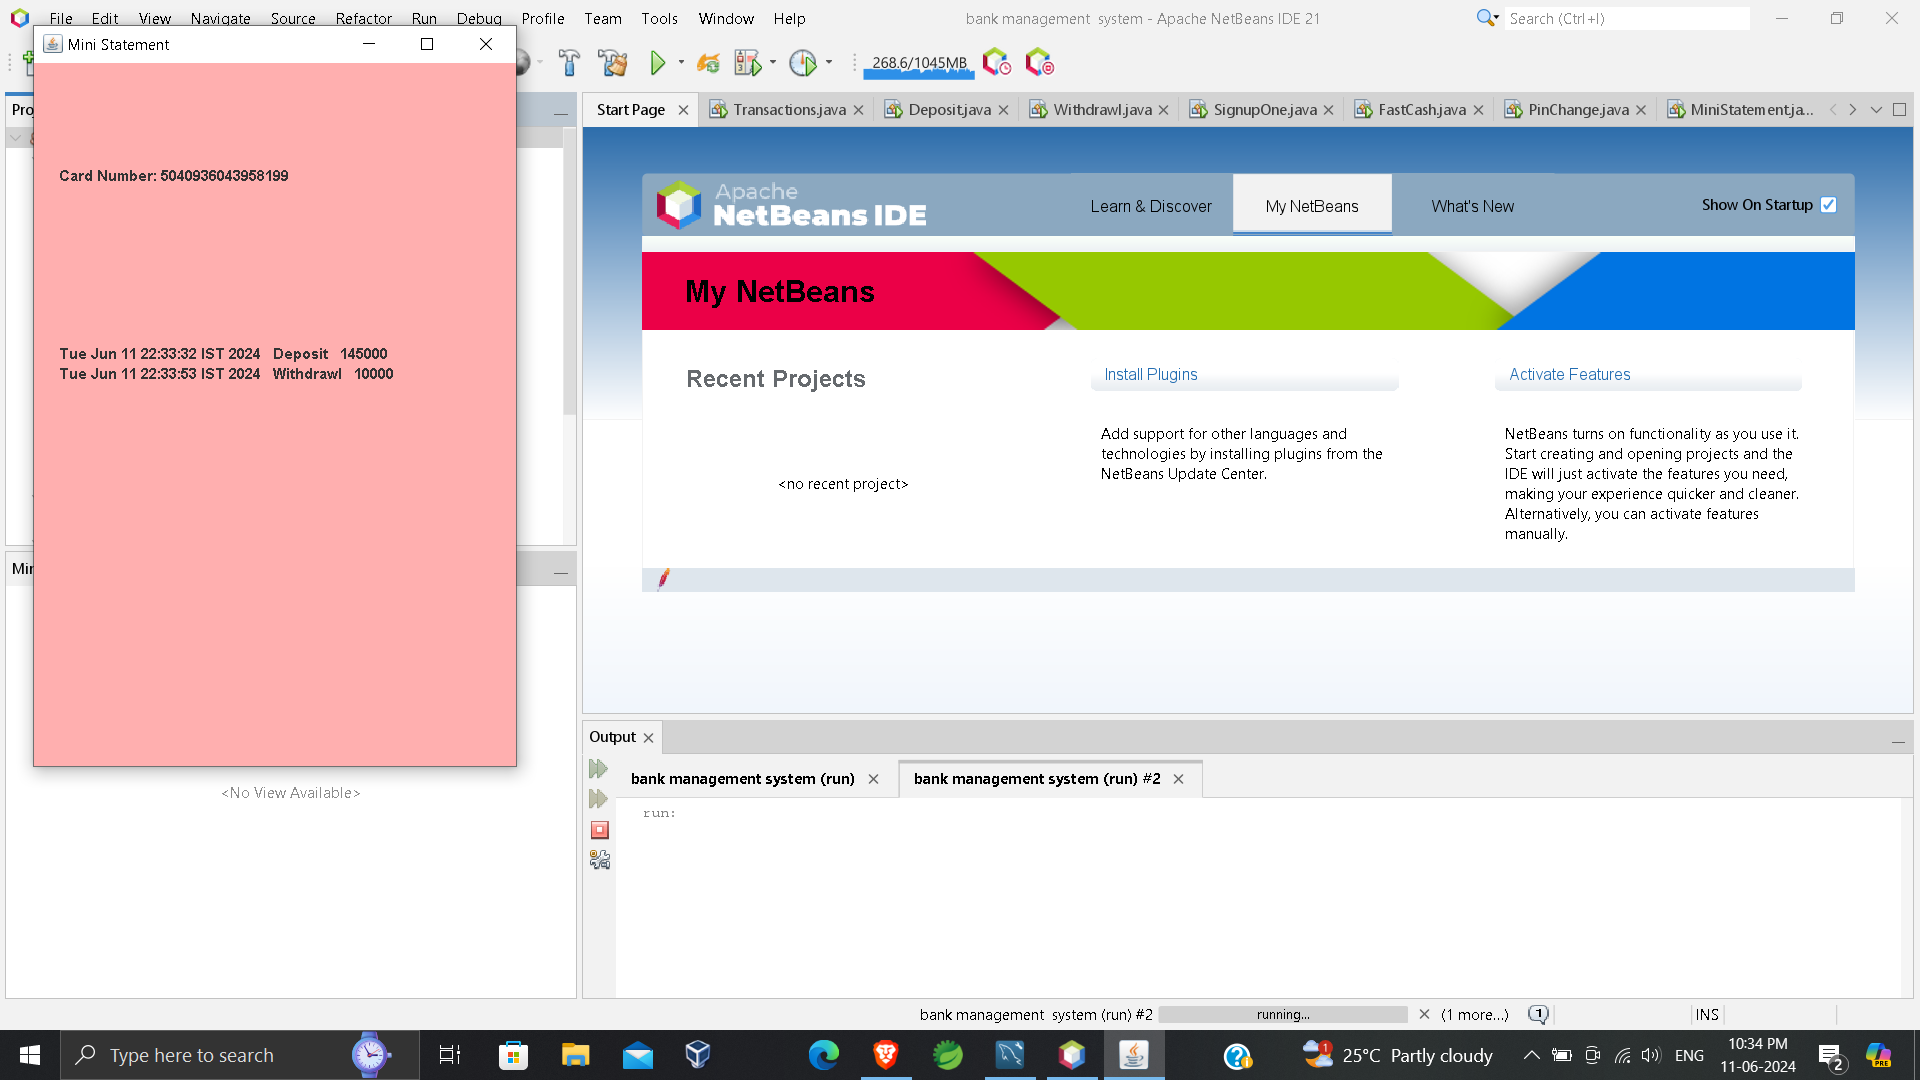 File Edit View Navigate Source Refactor Run Debug Profile Team Tools Window Help
bank management system - Apache NetBeans IDE 21
Search (Ctrl+I)
Mini Statement
268.6/1045MB
Card Number: 5040936043958199
Tue Jun 11 22:33:32 IST 2024 Deposit 145000
Tue Jun 11 22:33:53 IST 2024 Withdrawl 10000
<No View Available>
Start Page
Transactions.java
Deposit.java
Withdrawl.java
SignupOne.java
FastCash.java
PinChange.java
MiniStatement.ja...
Apache
NetBeans IDE
Learn & Discover
My NetBeans
What's New
Show On Startup
My NetBeans
Recent Projects
<no recent project>
Install Plugins
Add support for other languages and
technologies by installing plugins from the
NetBeans Update Center.
Activate Features
NetBeans turns on functionality as you use it.
Start creating and opening projects and the
IDE will just activate the features you need,
making your experience quicker and cleaner.
Alternatively, you can activate features
manually.
Output
bank management system (run)
bank management system (run) #2
run:
bank management system (run) #2
running...
(1 more...)
1
INS
Type here to search
1
25°C Partly cloudy
ENG
10:34 PM
11-06-2024
2
PRE